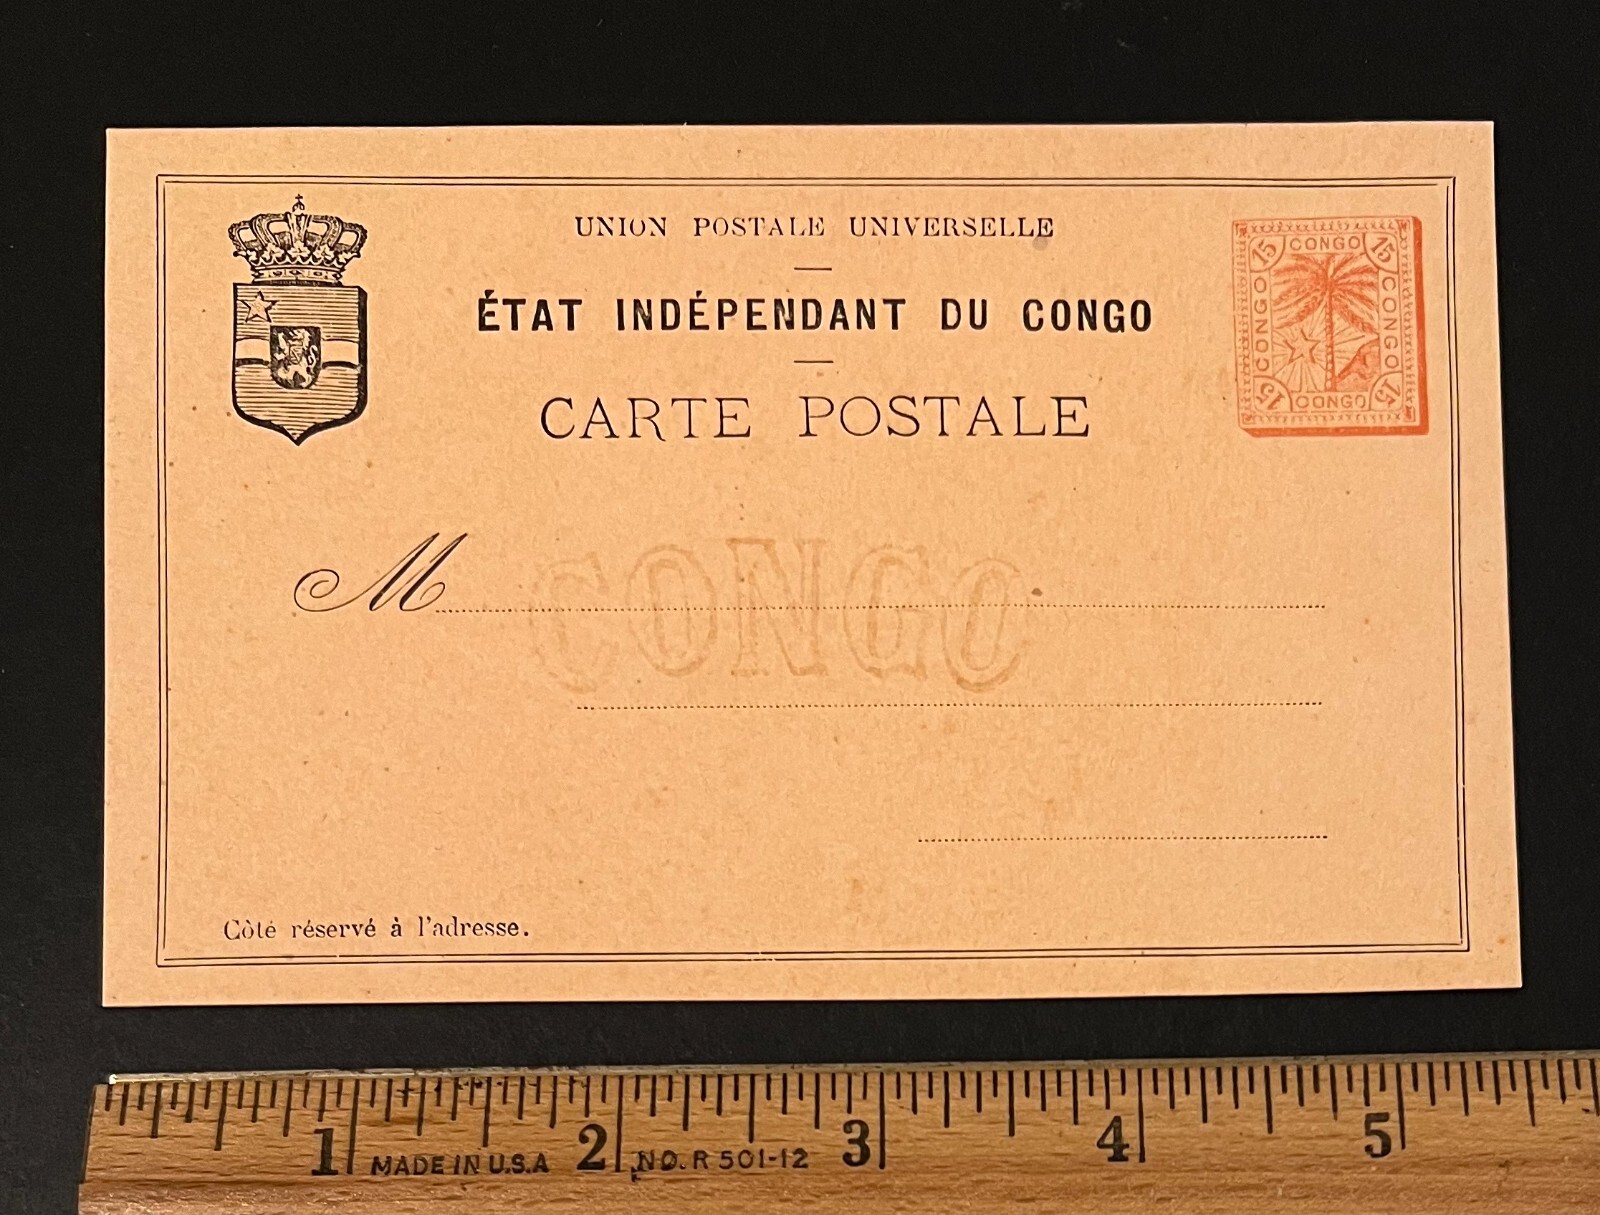 UNION POSTALE UNIVERSELLE
ÉTAT INDÉPENDANT DU CONGO
CARTE POSTALE
15 CONGO 15
CONGO
CONGO
15 CONGO 15
M
CONGO
Côté réservé à l'adresse.
1 2 3 4 5
MADE IN U.S.A NO. R 501-12